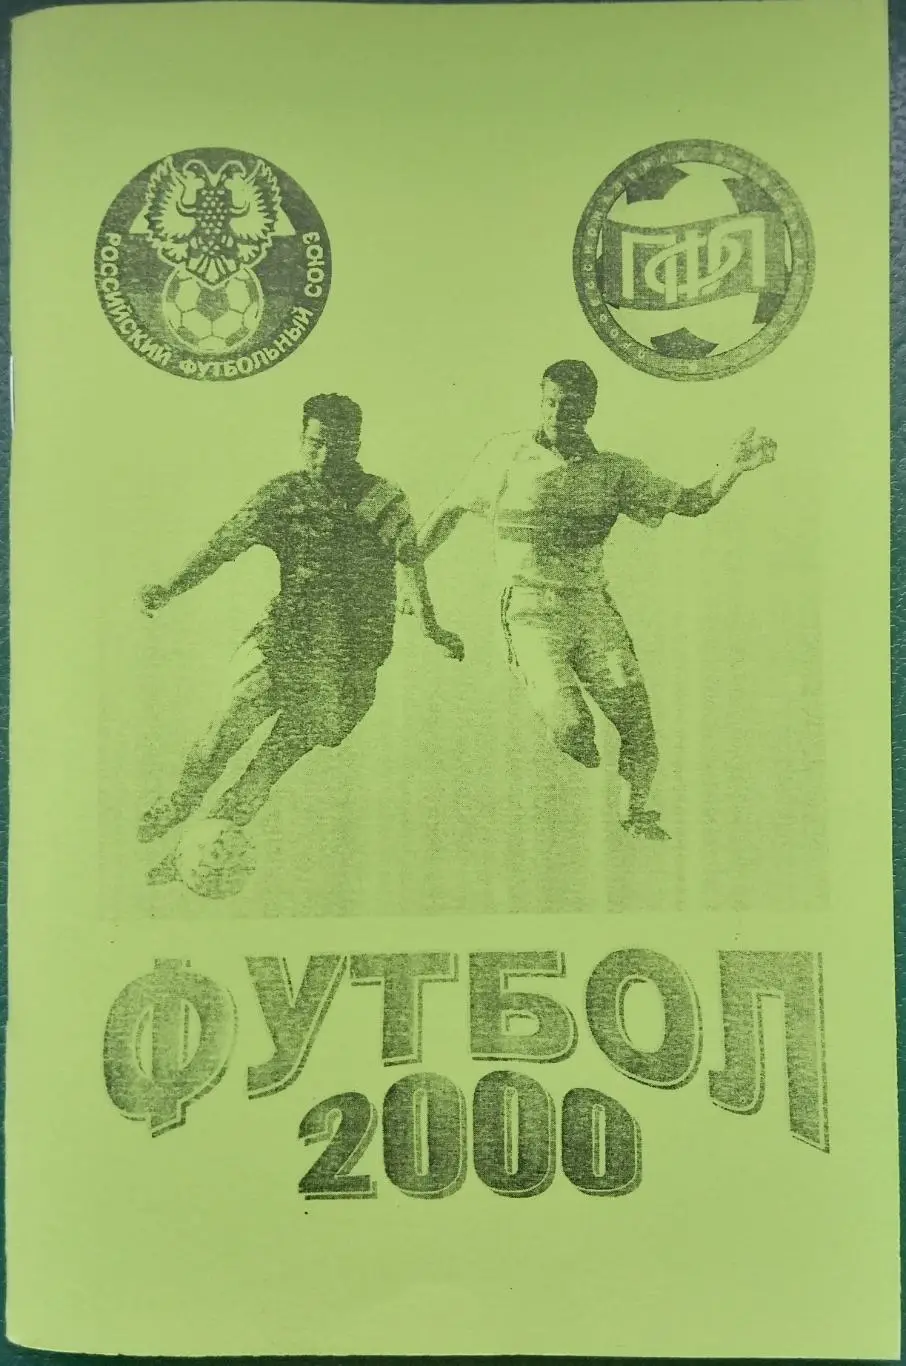 РОССИЙСКИЙ ФУТБОЛЬНЫЙ СОЮЗ
ПФЛ
ФУТБОЛ
2000